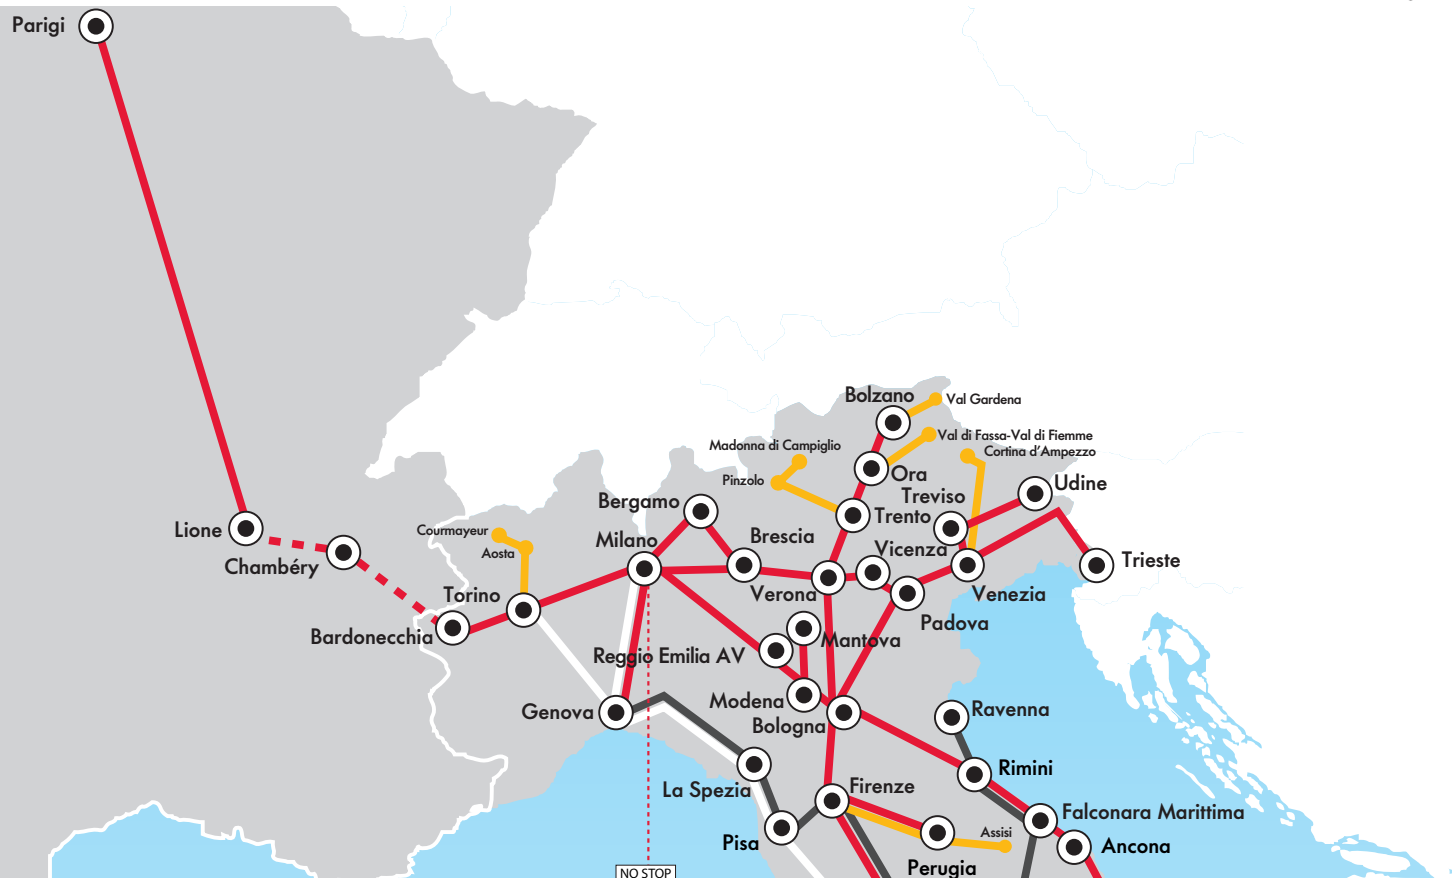 Parigi
Bolzano
Val Gardena
Val di Fassa-Val di Fiemme
Madonna di Campiglio
Cortina d'Ampezzo
Pinzolo
Ora
Udine
Treviso
Bergamo
Trento
Lione
Courmayeur
Milano
Brescia
Aosta
Vicenza
Chambéry
Trieste
Torino
Verona
Venezia
Padova
Bardonecchia
Mantova
Reggio Emilia AV
Modena
Genova
Bologna
Ravenna
Rimini
La Spezia
Firenze
Falconara Marittima
Assisi
Pisa
Ancona
Perugia
NO STOP